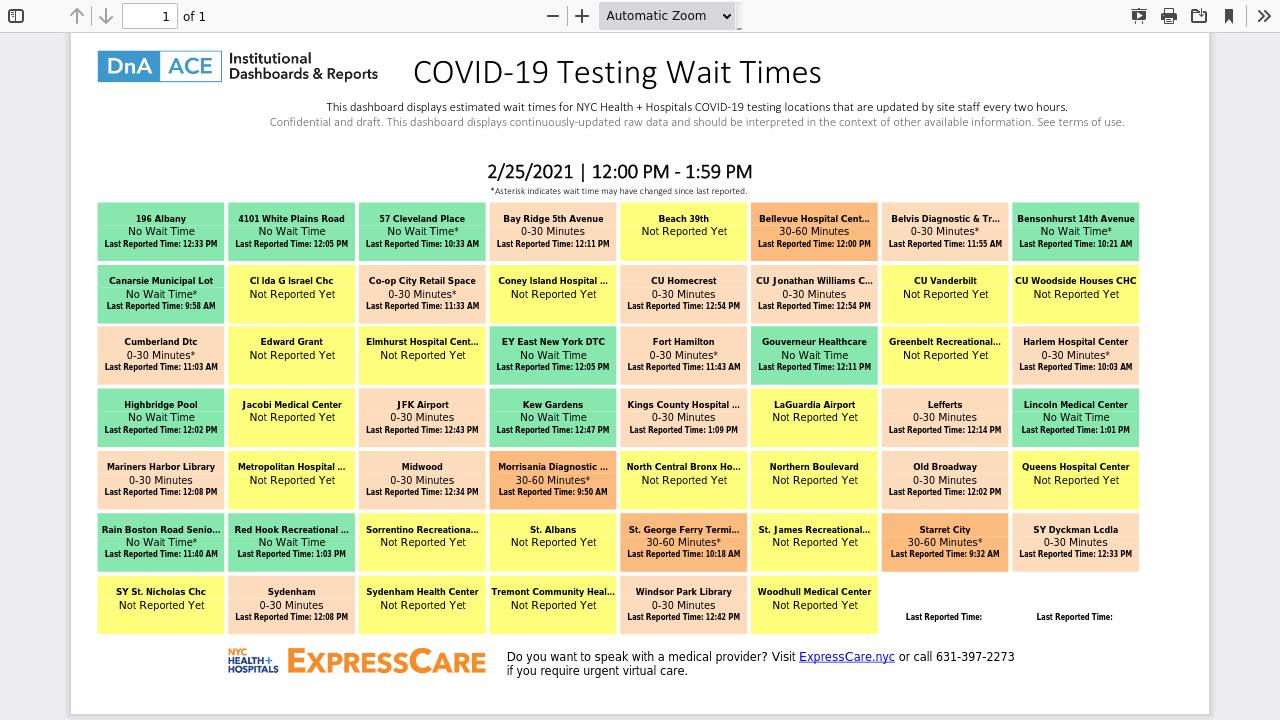 1 of 1
Automatic Zoom
DnA ACE Institutional Dashboards & Reports
COVID-19 Testing Wait Times
This dashboard displays estimated wait times for NYC Health + Hospitals COVID-19 testing locations that are updated by site staff every two hours.
Confidential and draft. This dashboard displays continuously-updated raw data and should be interpreted in the context of other available information. See terms of use.
2/25/2021 | 12:00 PM - 1:59 PM
*Asterisk indicates wait time may have changed since last reported.
196 Albany
No Wait Time
Last Reported Time: 12:33 PM
4101 White Plains Road
No Wait Time
Last Reported Time: 12:05 PM
57 Cleveland Place
No Wait Time*
Last Reported Time: 10:33 AM
Bay Ridge 5th Avenue
0-30 Minutes
Last Reported Time: 12:11 PM
Beach 39th
Not Reported Yet
Bellevue Hospital Cent...
30-60 Minutes
Last Reported Time: 12:00 PM
Belvis Diagnostic & Tr...
0-30 Minutes*
Last Reported Time: 11:55 AM
Bensonhurst 14th Avenue
No Wait Time*
Last Reported Time: 10:21 AM
Canarsie Municipal Lot
No Wait Time*
Last Reported Time: 9:58 AM
Cl Ida G Israel Chc
Not Reported Yet
Co-op City Retail Space
0-30 Minutes*
Last Reported Time: 11:33 AM
Coney Island Hospital ...
Not Reported Yet
CU Homecrest
0-30 Minutes
Last Reported Time: 12:54 PM
CU Jonathan Williams C...
0-30 Minutes
Last Reported Time: 12:54 PM
CU Vanderbilt
Not Reported Yet
CU Woodside Houses CHC
Not Reported Yet
Cumberland Dtc
0-30 Minutes*
Last Reported Time: 11:03 AM
Edward Grant
Not Reported Yet
Elmhurst Hospital Cent...
Not Reported Yet
EY East New York DTC
No Wait Time
Last Reported Time: 12:05 PM
Fort Hamilton
0-30 Minutes*
Last Reported Time: 11:43 AM
Gouverneur Healthcare
No Wait Time
Last Reported Time: 12:11 PM
Greenbelt Recreational...
Not Reported Yet
Harlem Hospital Center
0-30 Minutes*
Last Reported Time: 10:03 AM
Highbridge Pool
No Wait Time
Last Reported Time: 12:02 PM
Jacobi Medical Center
Not Reported Yet
JFK Airport
0-30 Minutes
Last Reported Time: 12:43 PM
Kew Gardens
No Wait Time
Last Reported Time: 12:47 PM
Kings County Hospital ...
0-30 Minutes
Last Reported Time: 1:09 PM
LaGuardia Airport
Not Reported Yet
Lefferts
0-30 Minutes
Last Reported Time: 12:14 PM
Lincoln Medical Center
No Wait Time
Last Reported Time: 1:01 PM
Mariners Harbor Library
0-30 Minutes
Last Reported Time: 12:08 PM
Metropolitan Hospital ...
Not Reported Yet
Midwood
0-30 Minutes
Last Reported Time: 12:34 PM
Morrisania Diagnostic ...
30-60 Minutes*
Last Reported Time: 9:50 AM
North Central Bronx Ho...
Not Reported Yet
Northern Boulevard
Not Reported Yet
Old Broadway
0-30 Minutes
Last Reported Time: 12:02 PM
Queens Hospital Center
Not Reported Yet
Rain Boston Road Senio...
No Wait Time*
Last Reported Time: 11:40 AM
Red Hook Recreational ...
No Wait Time
Last Reported Time: 1:03 PM
Sorrentino Recreationa...
Not Reported Yet
St. Albans
Not Reported Yet
St. George Ferry Termi...
30-60 Minutes*
Last Reported Time: 10:18 AM
St. James Recreational...
Not Reported Yet
Starret City
30-60 Minutes*
Last Reported Time: 9:32 AM
SY Dyckman Lcdla
0-30 Minutes
Last Reported Time: 12:33 PM
SY St. Nicholas Chc
Not Reported Yet
Sydenham
0-30 Minutes
Last Reported Time: 12:08 PM
Sydenham Health Center
Not Reported Yet
Tremont Community Heal...
Not Reported Yet
Windsor Park Library
0-30 Minutes
Last Reported Time: 12:42 PM
Woodhull Medical Center
Not Reported Yet
Last Reported Time:
Last Reported Time:
NYC
HEALTH+
HOSPITALS
EXPRESSCARE
Do you want to speak with a medical provider? Visit ExpressCare.nyc or call 631-397-2273
if you require urgent virtual care.